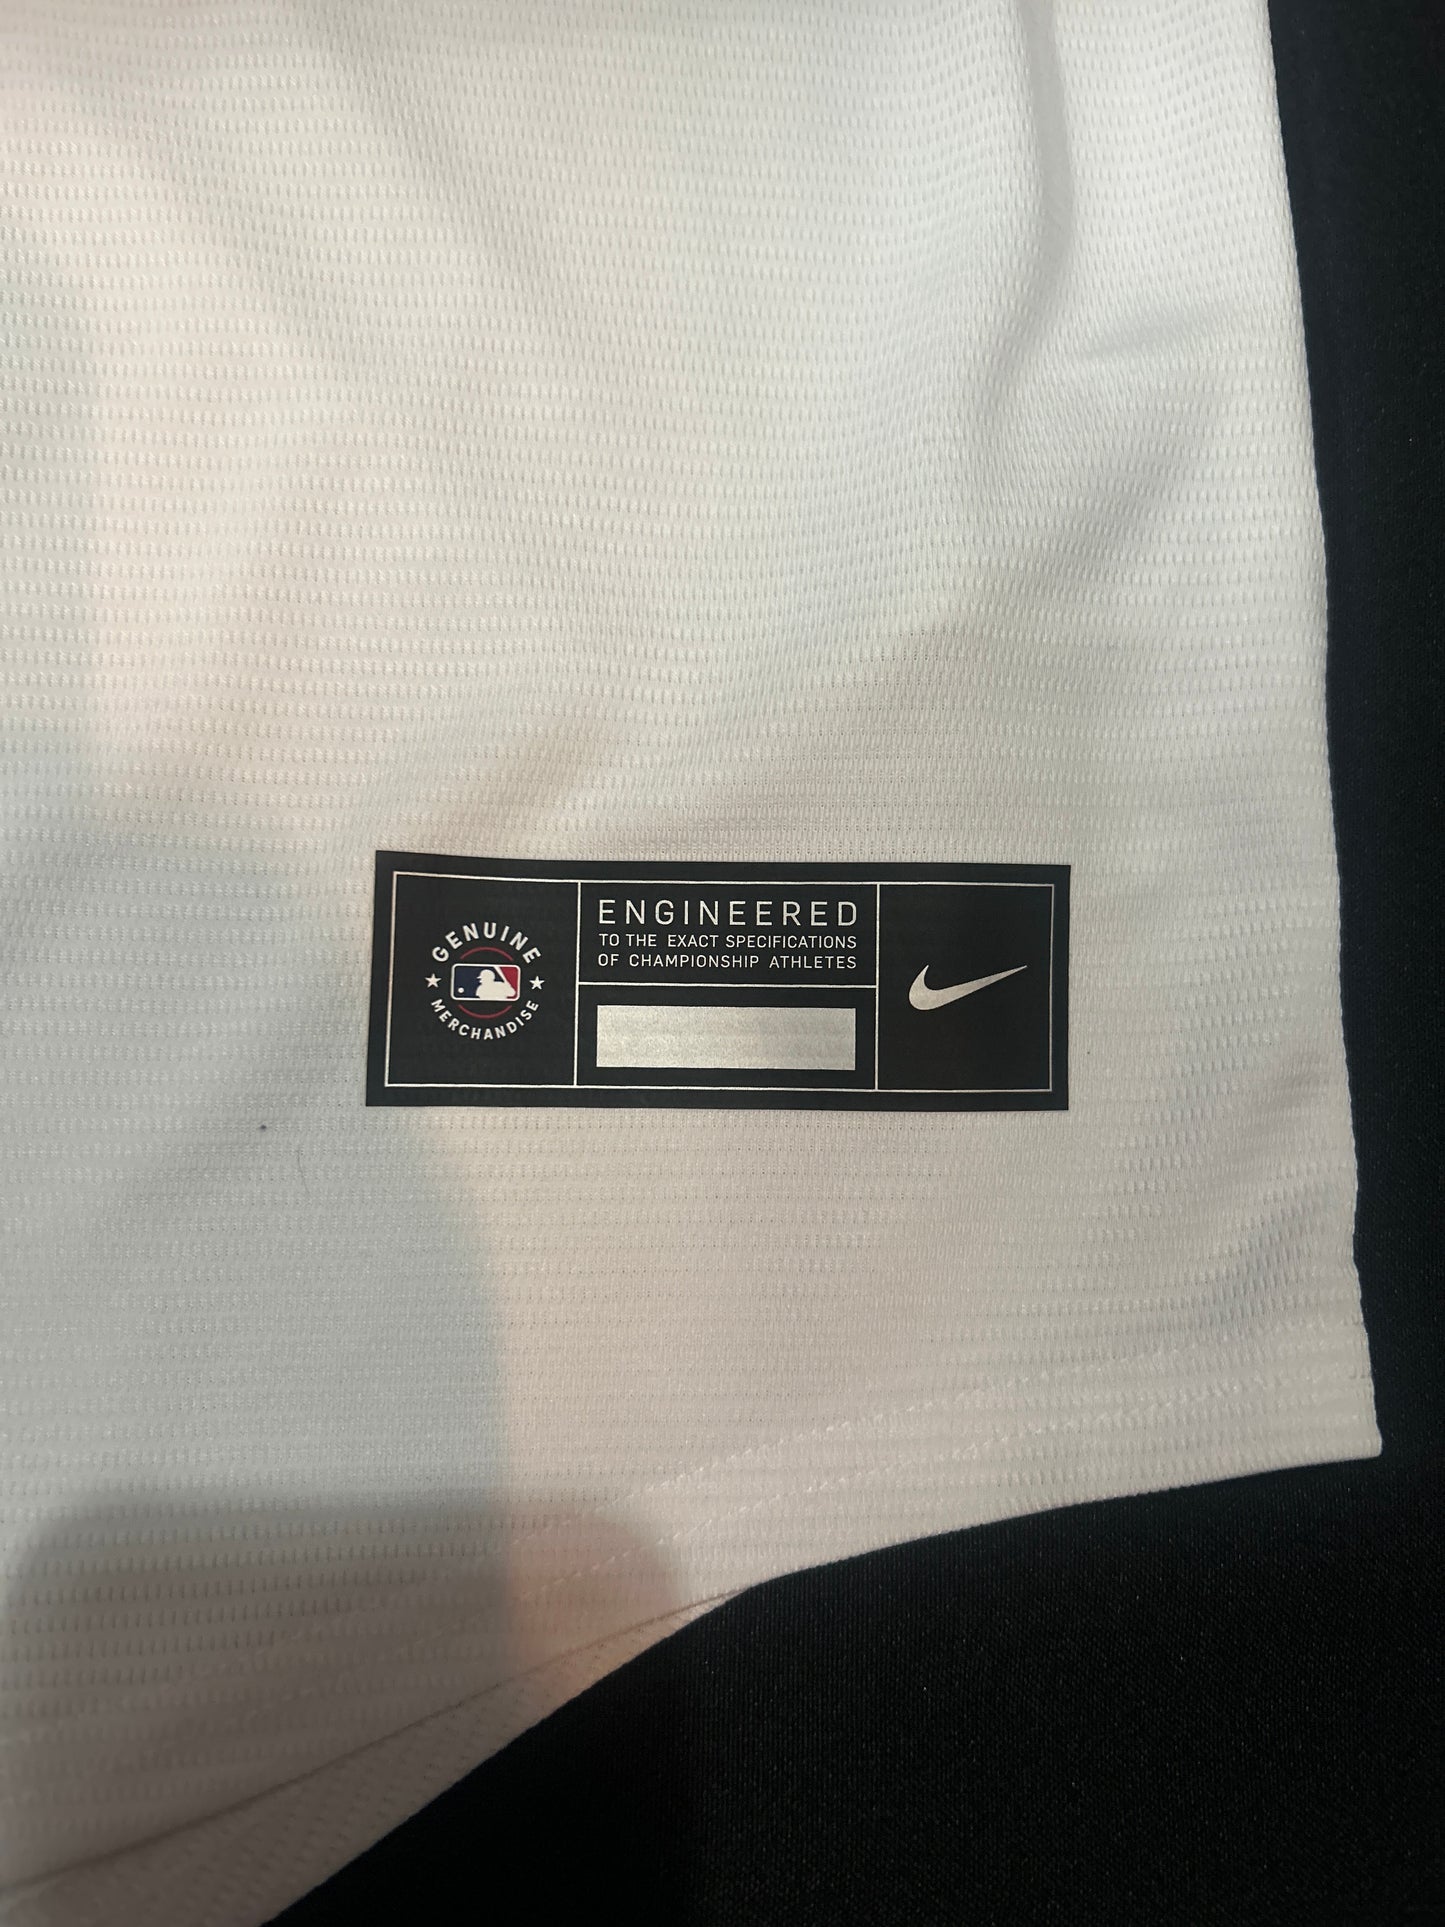 GENUINE
MERCHANDISE
ENGINEERED
TO THE EXACT SPECIFICATIONS
OF CHAMPIONSHIP ATHLETES